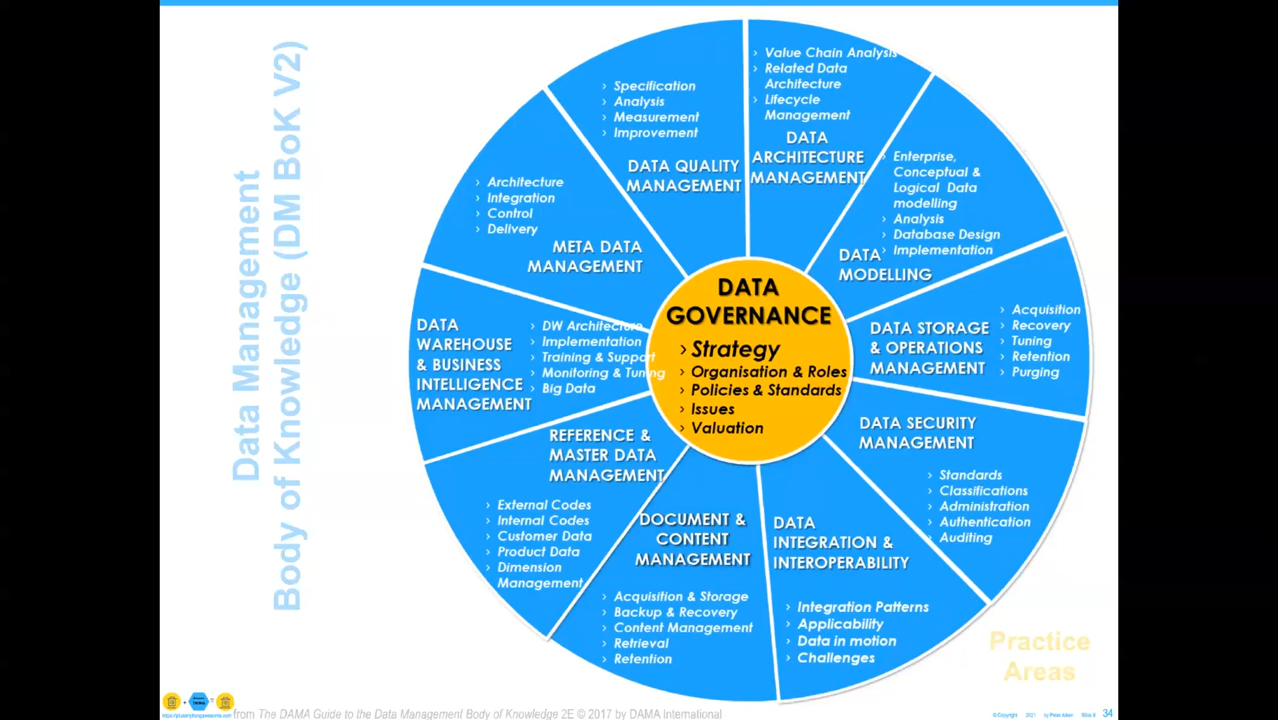 Data Management
Body of Knowledge (DM BoK V2)
› Value Chain Analysis
› Related Data
Architecture
› Lifecycle
Management
DATA
ARCHITECTURE
MANAGEMENT
› Enterprise,
Conceptual &
Logical Data
modelling
› Analysis
› Database Design
› Implementation
DATA
MODELLING
DATA STORAGE
& OPERATIONS
MANAGEMENT
› Acquisition
› Recovery
› Tuning
› Retention
› Purging
DATA SECURITY
MANAGEMENT
› Standards
› Classifications
› Administration
› Authentication
› Auditing
DATA
INTEGRATION &
INTEROPERABILITY
› Integration Patterns
› Applicability
› Data in motion
› Challenges
DOCUMENT &
CONTENT
MANAGEMENT
› Acquisition & Storage
› Backup & Recovery
› Content Management
› Retrieval
› Retention
REFERENCE &
MASTER DATA
MANAGEMENT
› External Codes
› Internal Codes
› Customer Data
› Product Data
› Dimension
Management
DATA
WAREHOUSE
& BUSINESS
INTELLIGENCE
MANAGEMENT
› DW Architecture
› Implementation
› Training & Support
› Monitoring & Tuning
› Big Data
› Architecture
› Integration
› Control
› Delivery
META DATA
MANAGEMENT
› Specification
› Analysis
› Measurement
› Improvement
DATA QUALITY
MANAGEMENT
DATA
GOVERNANCE
› Strategy
› Organisation & Roles
› Policies & Standards
› Issues
› Valuation
Practice
Areas
from The DAMA Guide to the Data Management Body of Knowledge 2E © 2017 by DAMA International
© Copyright 2021 by Peter Aiken Slide #
34